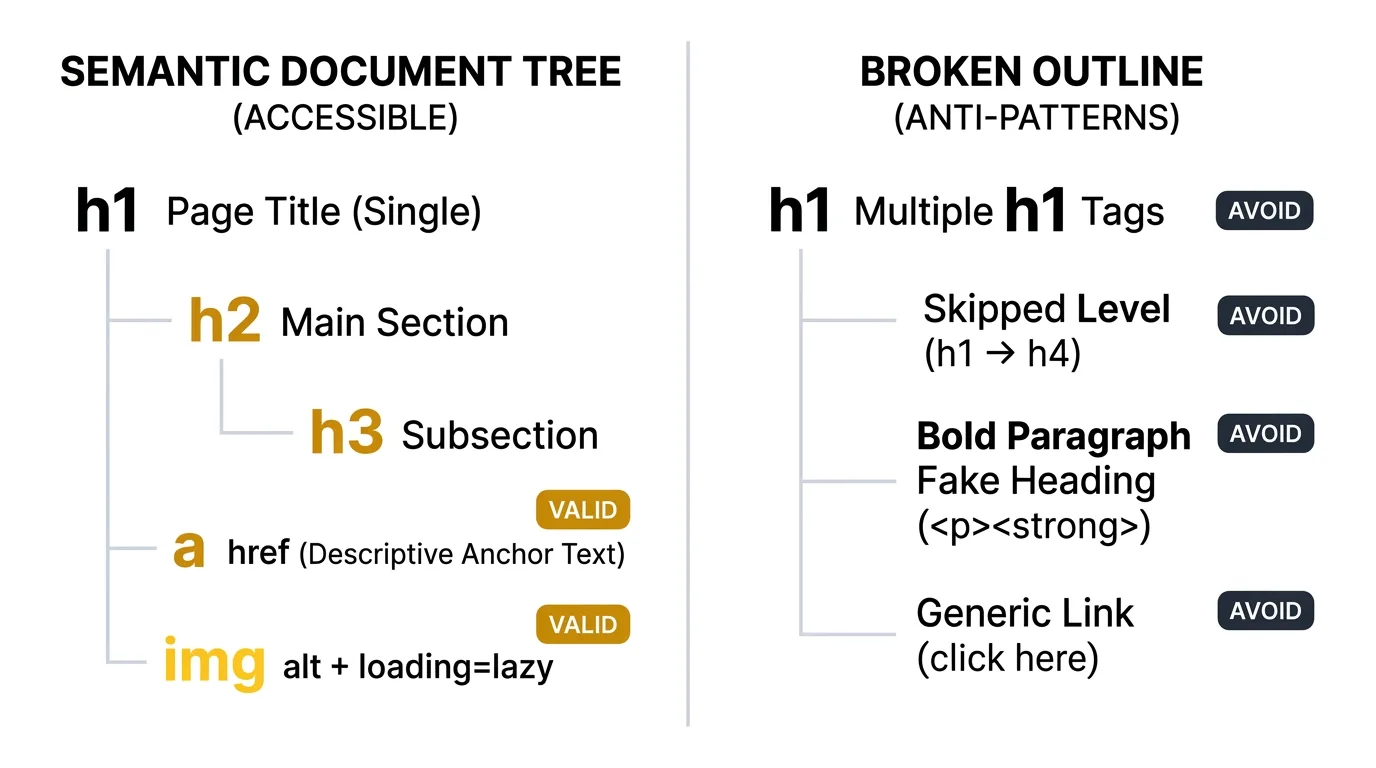 SEMANTIC DOCUMENT TREE
(ACCESSIBLE)
h1 Page Title (Single)
h2 Main Section
h3 Subsection
VALID
a href (Descriptive Anchor Text)
VALID
img alt + loading=lazy
BROKEN OUTLINE
(ANTI-PATTERNS)
h1 Multiple h1 Tags AVOID
Skipped Level AVOID
(h1 → h4)
Bold Paragraph AVOID
Fake Heading
(<p><strong>)
Generic Link AVOID
(click here)